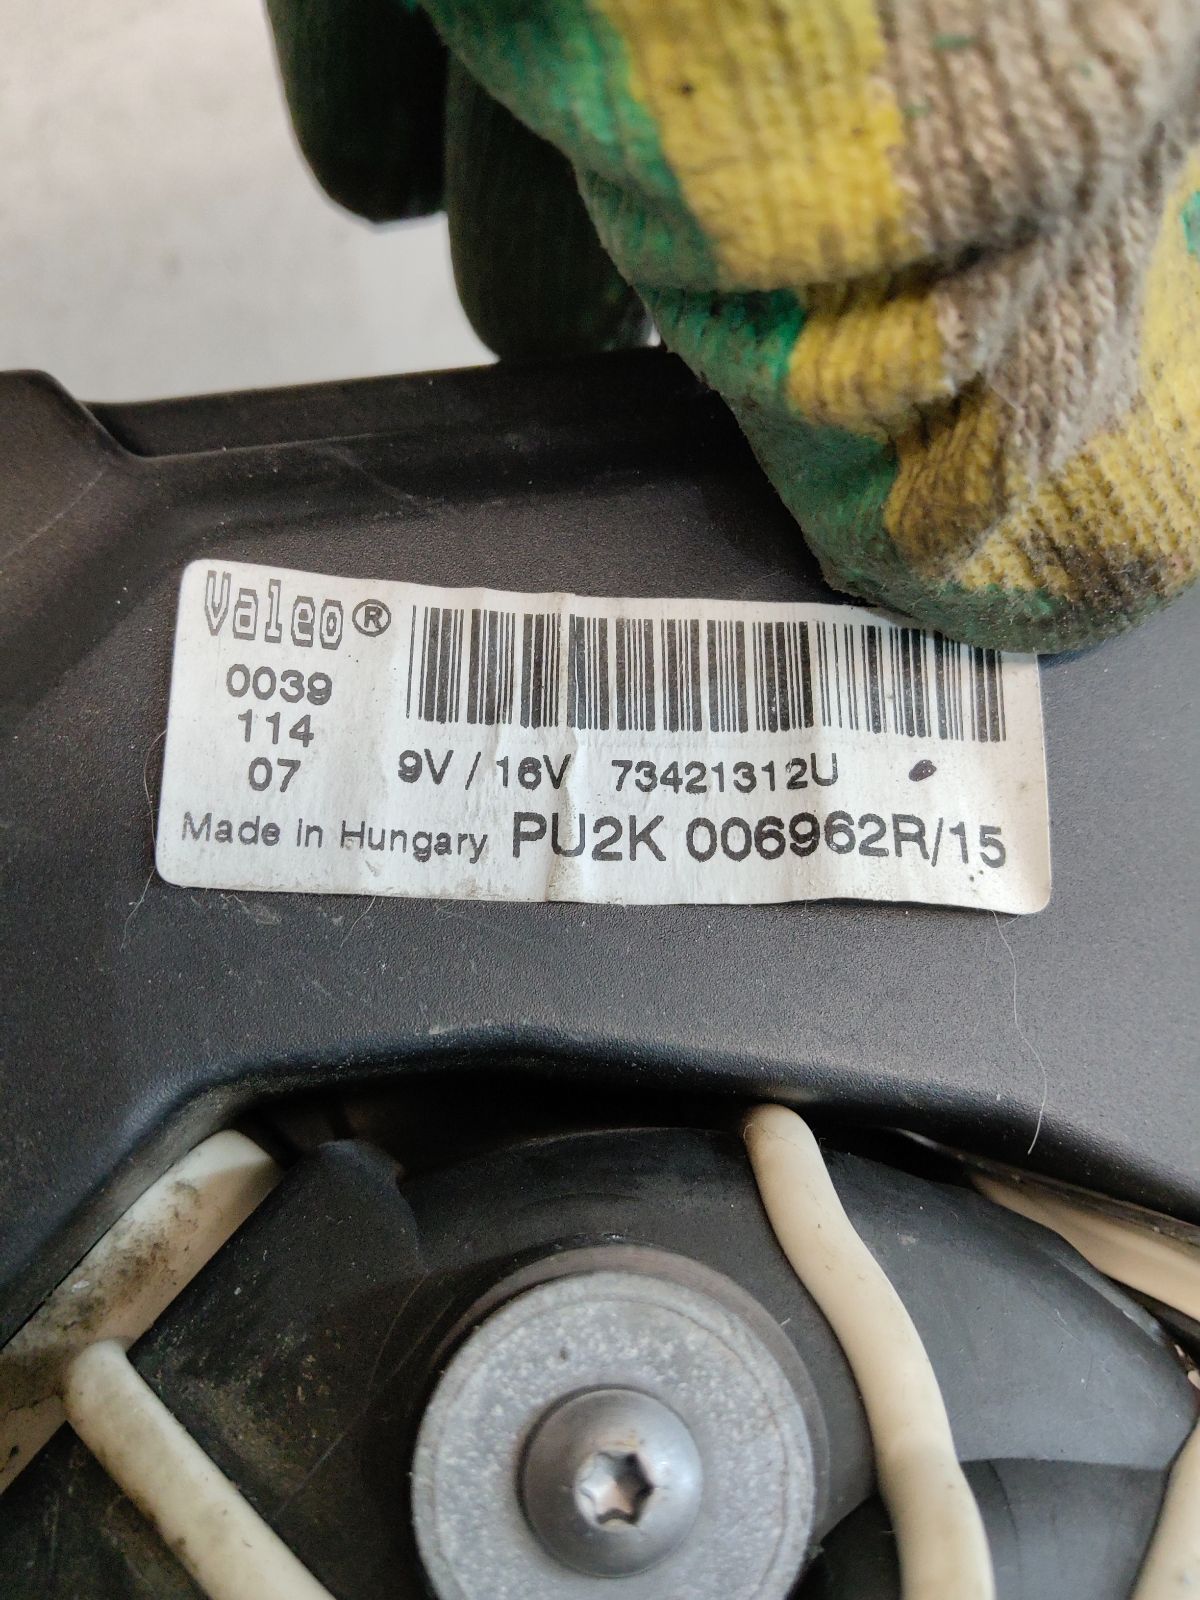 Valeo®
0039
114
07
9V / 16V 73421312U
Made in Hungary PU2K 006962R/15